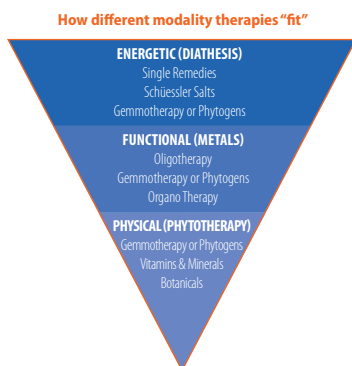 How different modality therapies “fit”
ENERGETIC (DIATHESIS)
Single Remedies
Schüessler Salts
Gemmotherapy or Phytogens
FUNCTIONAL (METALS)
Oligotherapy
Gemmotherapy or Phytogens
Organo Therapy
PHYSICAL (PHYTOTHERAPY)
Gemmotherapy or Phytogens
Vitamins & Minerals
Botanicals